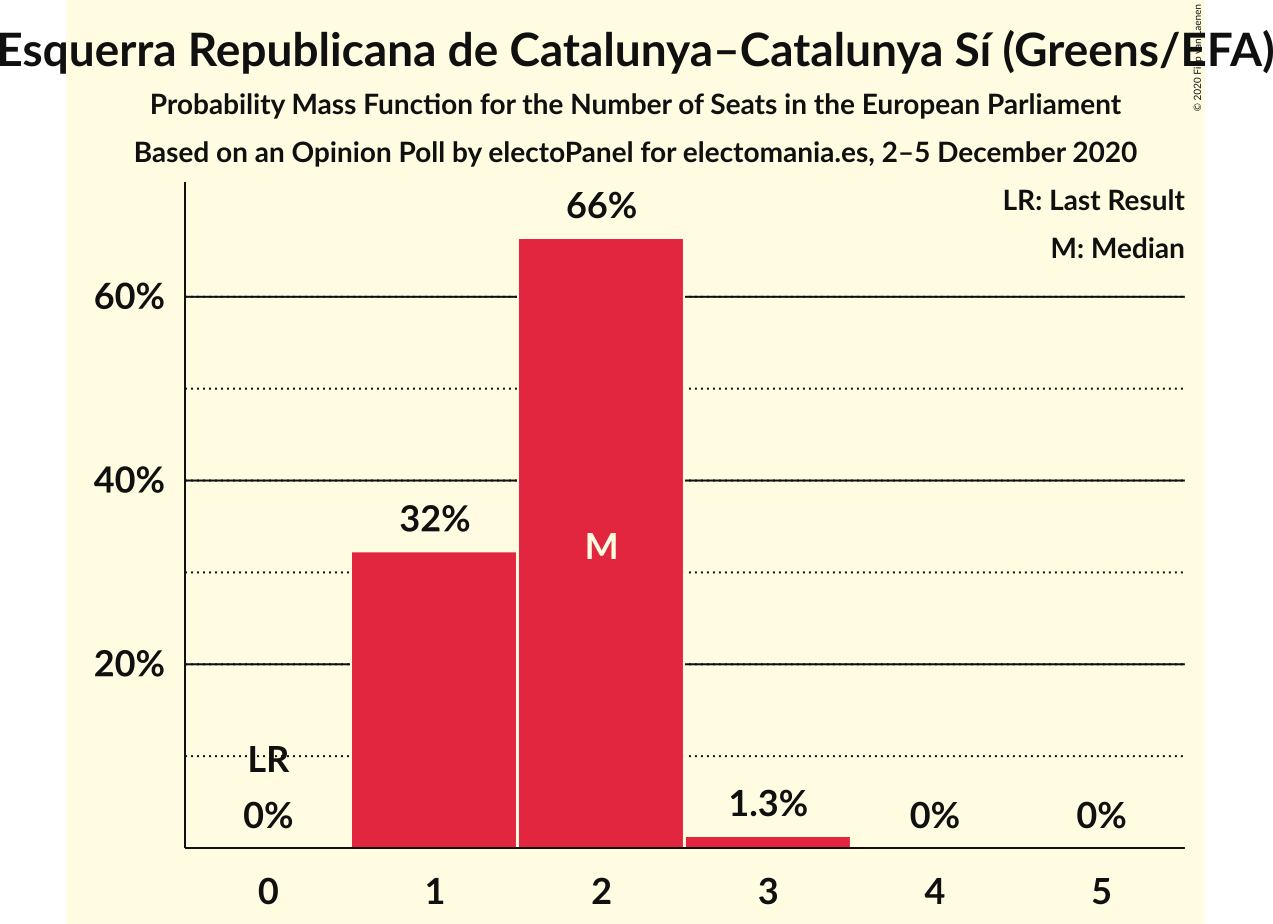 Esquerra Republicana de Catalunya–Catalunya Sí (Greens/EFA)
Probability Mass Function for the Number of Seats in the European Parliament
Based on an Opinion Poll by electoPanel for electomania.es, 2–5 December 2020
© 2020
LR: Last Result
M: Median
66%
60%
40%
32%
M
20%
LR
0%
1.3%
0%
0%
0 1 2 3 4 5